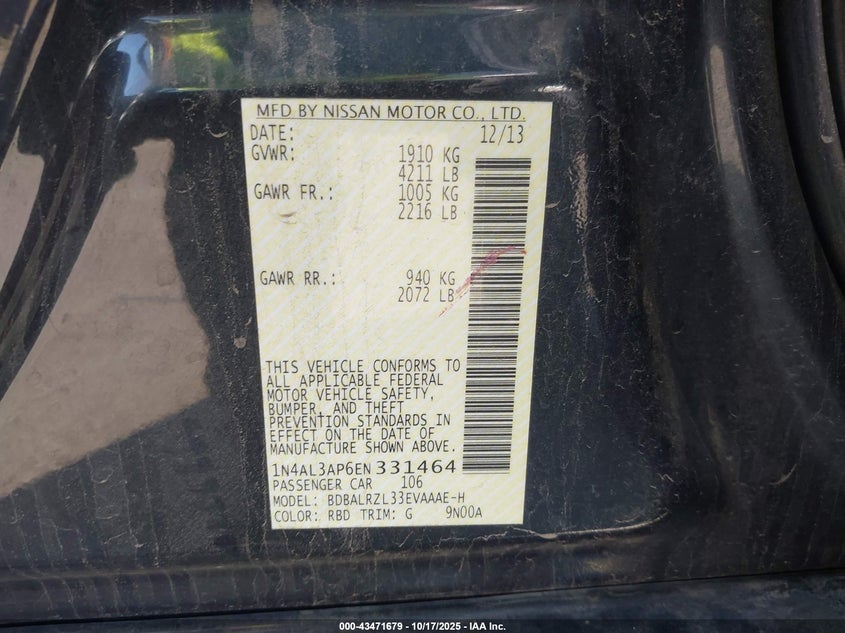 MFD BY NISSAN MOTOR CO., LTD.
DATE: 12/13
GVWR: 1910 KG
4211 LB
GAWR FR.: 1005 KG
2216 LB
GAWR RR.: 940 KG
2072 LB
THIS VEHICLE CONFORMS TO
ALL APPLICABLE FEDERAL
MOTOR VEHICLE SAFETY,
BUMPER, AND THEFT
PREVENTION STANDARDS IN
EFFECT ON THE DATE OF
MANUFACTURE SHOWN ABOVE.
1N4AL3AP6EN 331464
PASSENGER CAR 106
MODEL: BDBALRZL33EVAAAE-H
COLOR: RBD TRIM: G 9N00A
000-43471679 | 10/17/2025 - IAA Inc.